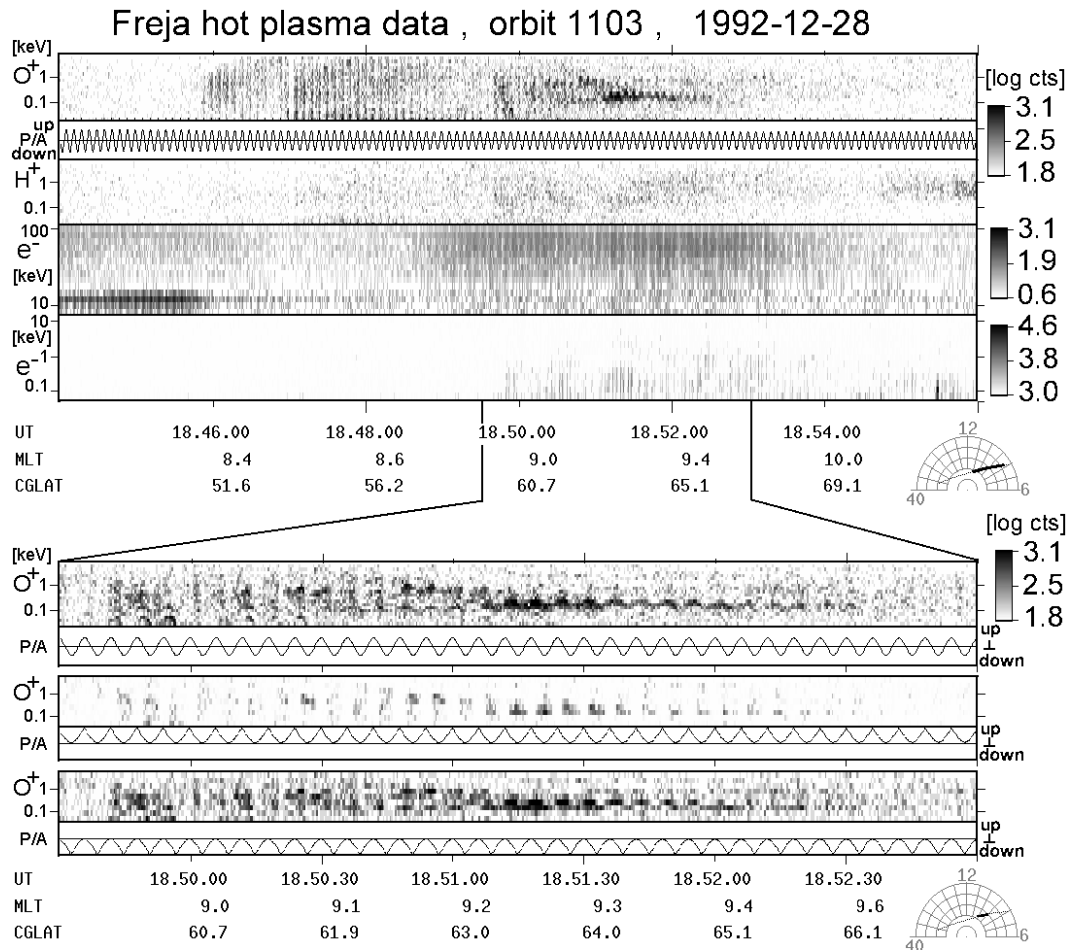 Freja hot plasma data , orbit 1103 , 1992-12-28
[keV]
O+ 1
0.1
[log cts]
3.1
2.5
1.8
up
P/A
down
H+ 1
0.1
100
e-
[keV]
10
3.1
1.9
0.6
10
[keV]
e- 1
0.1
4.6
3.8
3.0
UT 18.46.00 18.48.00 18.50.00 18.52.00 18.54.00
MLT 8.4 8.6 9.0 9.4 10.0
CGLAT 51.6 56.2 60.7 65.1 69.1
12
40 6
[log cts]
[keV]
O+ 1
0.1
3.1
2.5
1.8
P/A
up
⊥
down
O+ 1
0.1
P/A
up
⊥
down
O+ 1
0.1
P/A
up
⊥
down
UT 18.50.00 18.50.30 18.51.00 18.51.30 18.52.00 18.52.30
MLT 9.0 9.1 9.2 9.3 9.4 9.6
CGLAT 60.7 61.9 63.0 64.0 65.1 66.1
12
40 6